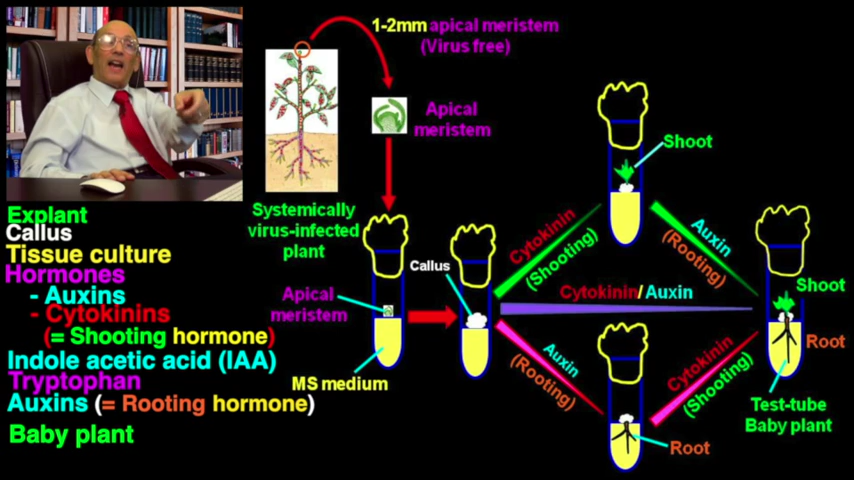 1-2mm apical meristem
(Virus free)
Apical
meristem
Systemically
virus-infected
plant
Explant
Callus
Tissue culture
Hormones
- Auxins
- Cytokinins
(= Shooting hormone)
Indole acetic acid (IAA)
Tryptophan
Auxins (= Rooting hormone)
Baby plant
Apical
meristem
MS medium
Callus
Cytokinin
(Shooting)
Shoot
Auxin
(Rooting)
Cytokinin/Auxin
Auxin
(Rooting)
Root
Cytokinin
(Shooting)
Shoot
Root
Test-tube
Baby plant